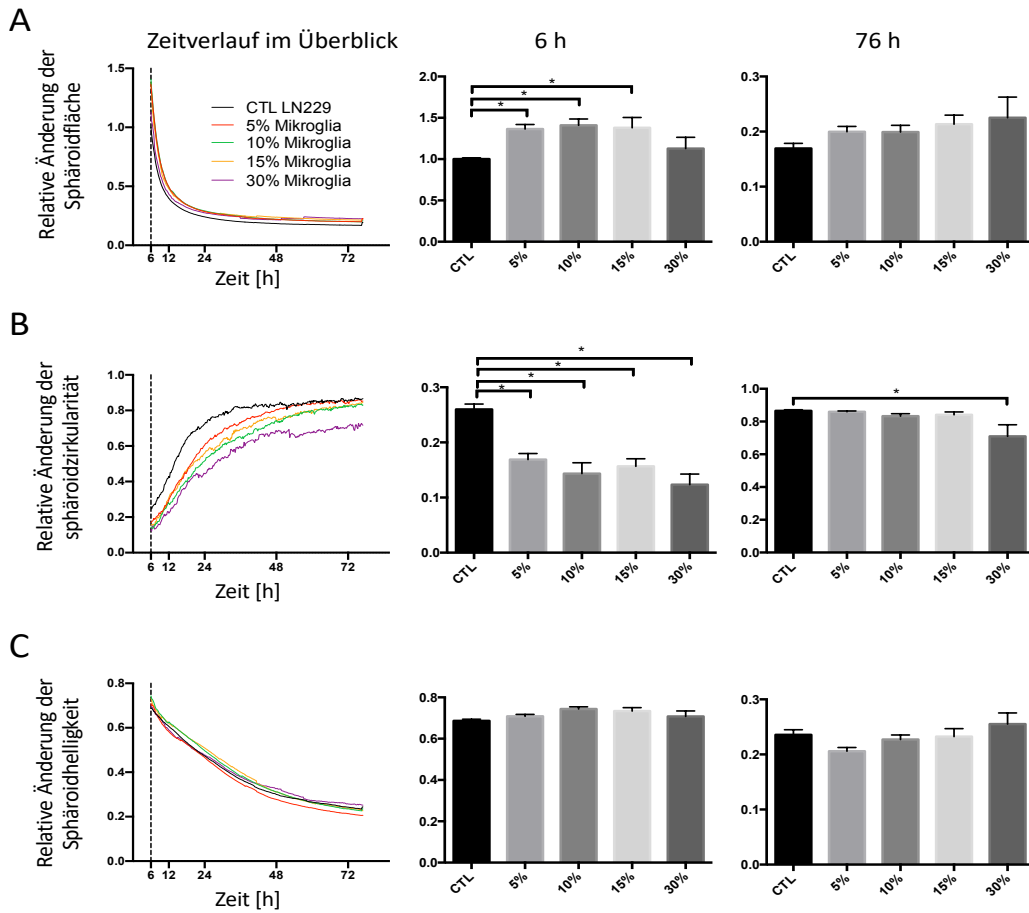 A
Zeitverlauf im Überblick
6 h
76 h
Relative Änderung der
Sphäroidfläche
1.5
1.0
0.5
0.0
6 12 24 48 72
Zeit [h]
CTL LN229
5% Mikroglia
10% Mikroglia
15% Mikroglia
30% Mikroglia
2.0
1.5
1.0
0.5
0.0
*
*
*
CTL 5% 10% 15% 30%
0.3
0.2
0.1
0.0
CTL 5% 10% 15% 30%
B
Relative Änderung der
sphäroidzirkularität
1.0
0.8
0.6
0.4
0.2
0.0
6 12 24 48 72
Zeit [h]
0.3
0.2
0.1
0.0
*
*
*
*
CTL 5% 10% 15% 30%
1.0
0.8
0.6
0.4
0.2
0.0
*
CTL 5% 10% 15% 30%
C
Relative Änderung der
Sphäroidhelligkeit
0.8
0.6
0.4
0.2
0.0
6 12 24 48 72
Zeit [h]
0.8
0.6
0.4
0.2
0.0
CTL 5% 10% 15% 30%
0.3
0.2
0.1
0.0
CTL 5% 10% 15% 30%